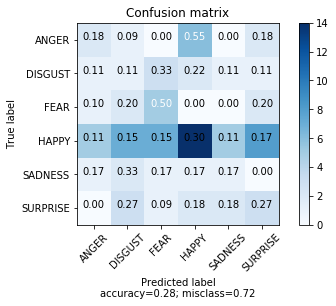 Confusion matrix
ANGER 0.18 0.09 0.00 0.55 0.00 0.18
DISGUST 0.11 0.11 0.33 0.22 0.11 0.11
FEAR 0.10 0.20 0.50 0.00 0.00 0.20
HAPPY 0.11 0.15 0.15 0.30 0.11 0.17
SADNESS 0.17 0.33 0.17 0.17 0.17 0.00
SURPRISE 0.00 0.27 0.09 0.18 0.18 0.27
True label
ANGER DISGUST FEAR HAPPY SADNESS SURPRISE
Predicted label
accuracy=0.28; misclass=0.72
14
12
10
8
6
4
2
0